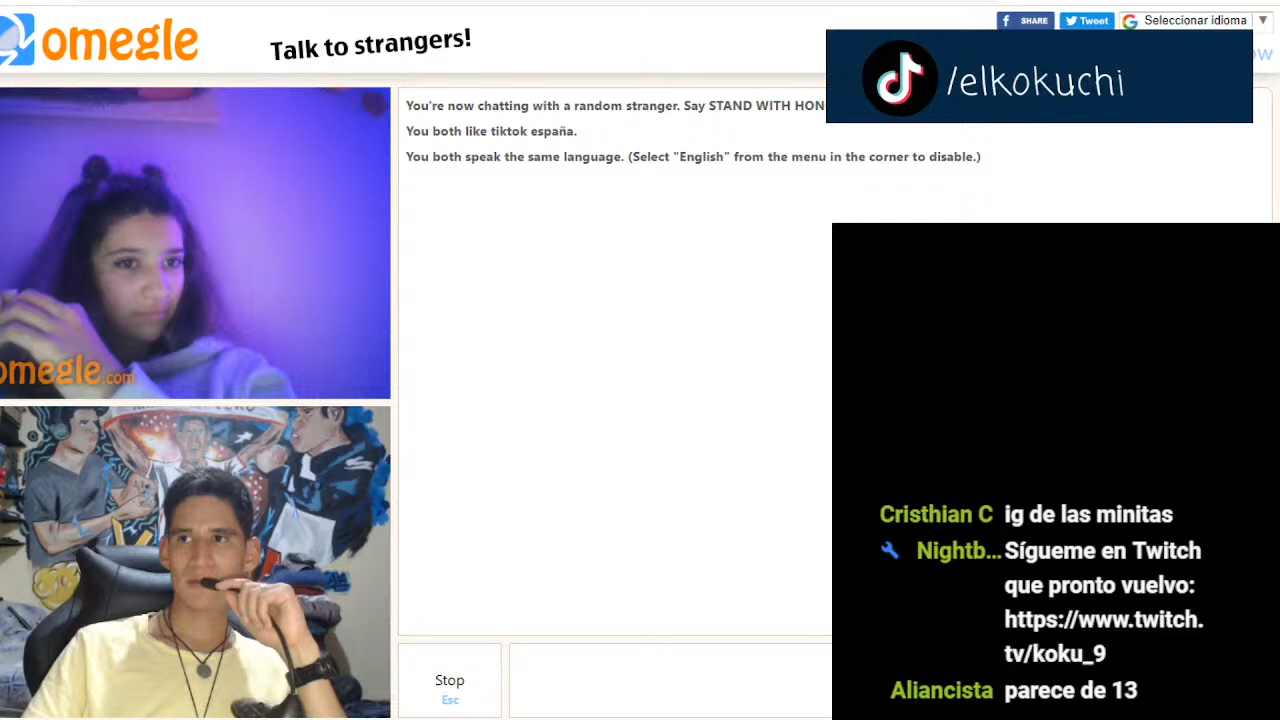 omegle
Talk to strangers!
SHARE
Tweet
Seleccionar idioma
/elkokuchi
You're now chatting with a random stranger. Say STAND WITH HON
You both like tiktok españa.
You both speak the same language. (Select "English" from the menu in the corner to disable.)
omegle.com
Cristhian C ig de las minitas
Nightb... Sígueme en Twitch
que pronto vuelvo:
https://www.twitch.
tv/koku_9
Aliancista parece de 13
Stop
Esc